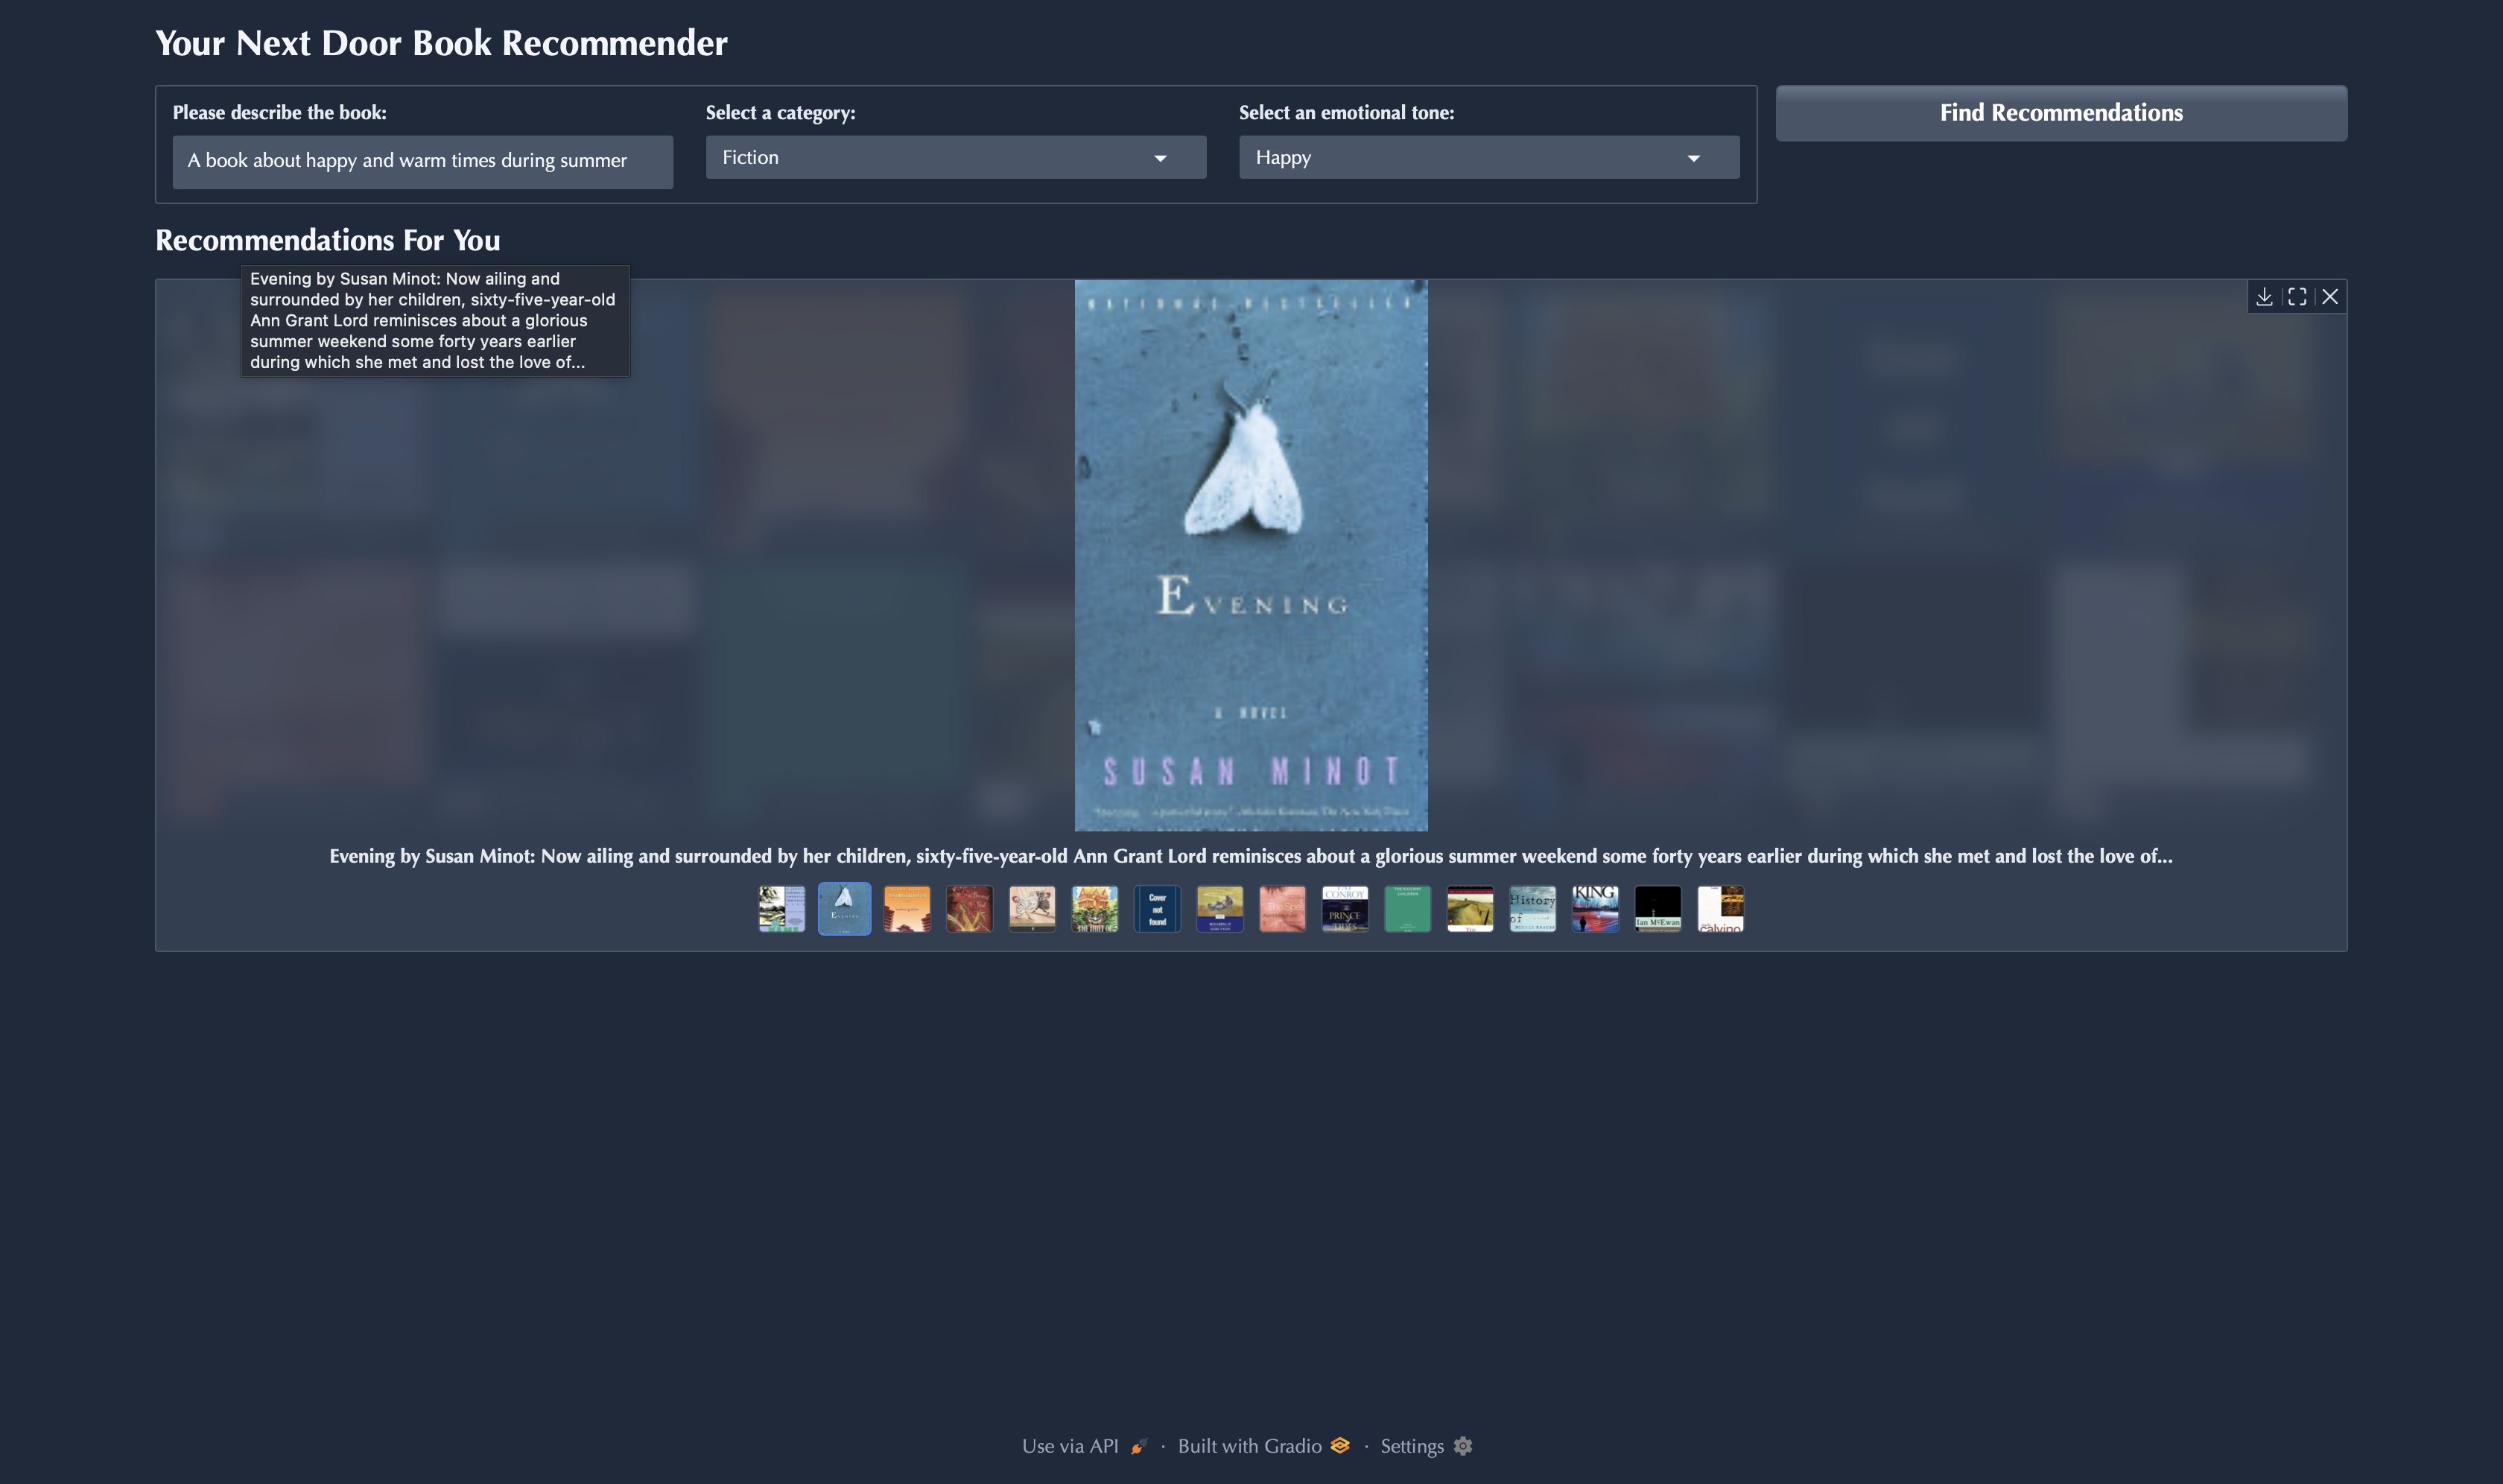 Your Next Door Book Recommender
Please describe the book:
Select a category:
Select an emotional tone:
Find Recommendations
A book about happy and warm times during summer
Fiction
Happy
Recommendations For You
Evening by Susan Minot: Now ailing and
surrounded by her children, sixty-five-year-old
Ann Grant Lord reminisces about a glorious
summer weekend some forty years earlier
during which she met and lost the love of...
NATIONAL BESTSELLER
EVENING
A NOVEL
SUSAN MINOT
Evening by Susan Minot: Now ailing and surrounded by her children, sixty-five-year-old Ann Grant Lord reminisces about a glorious summer weekend some forty years earlier during which she met and lost the love of...
EVENING
Cover
not
found
CONROY
PRINCE
TIDES
History
of
KING
Ian McEwan
calvino
Use via API · Built with Gradio · Settings